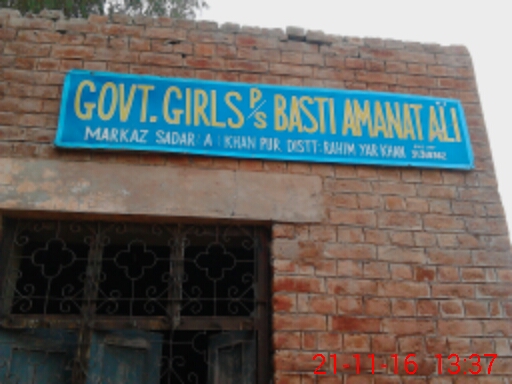 GOVT. GIRLS P/S BASTI AMANAT ALI
MARKAZ SADAR: A: KHAN PUR DISTT: RAHIM YAR KHAN
21-11-16 13:37